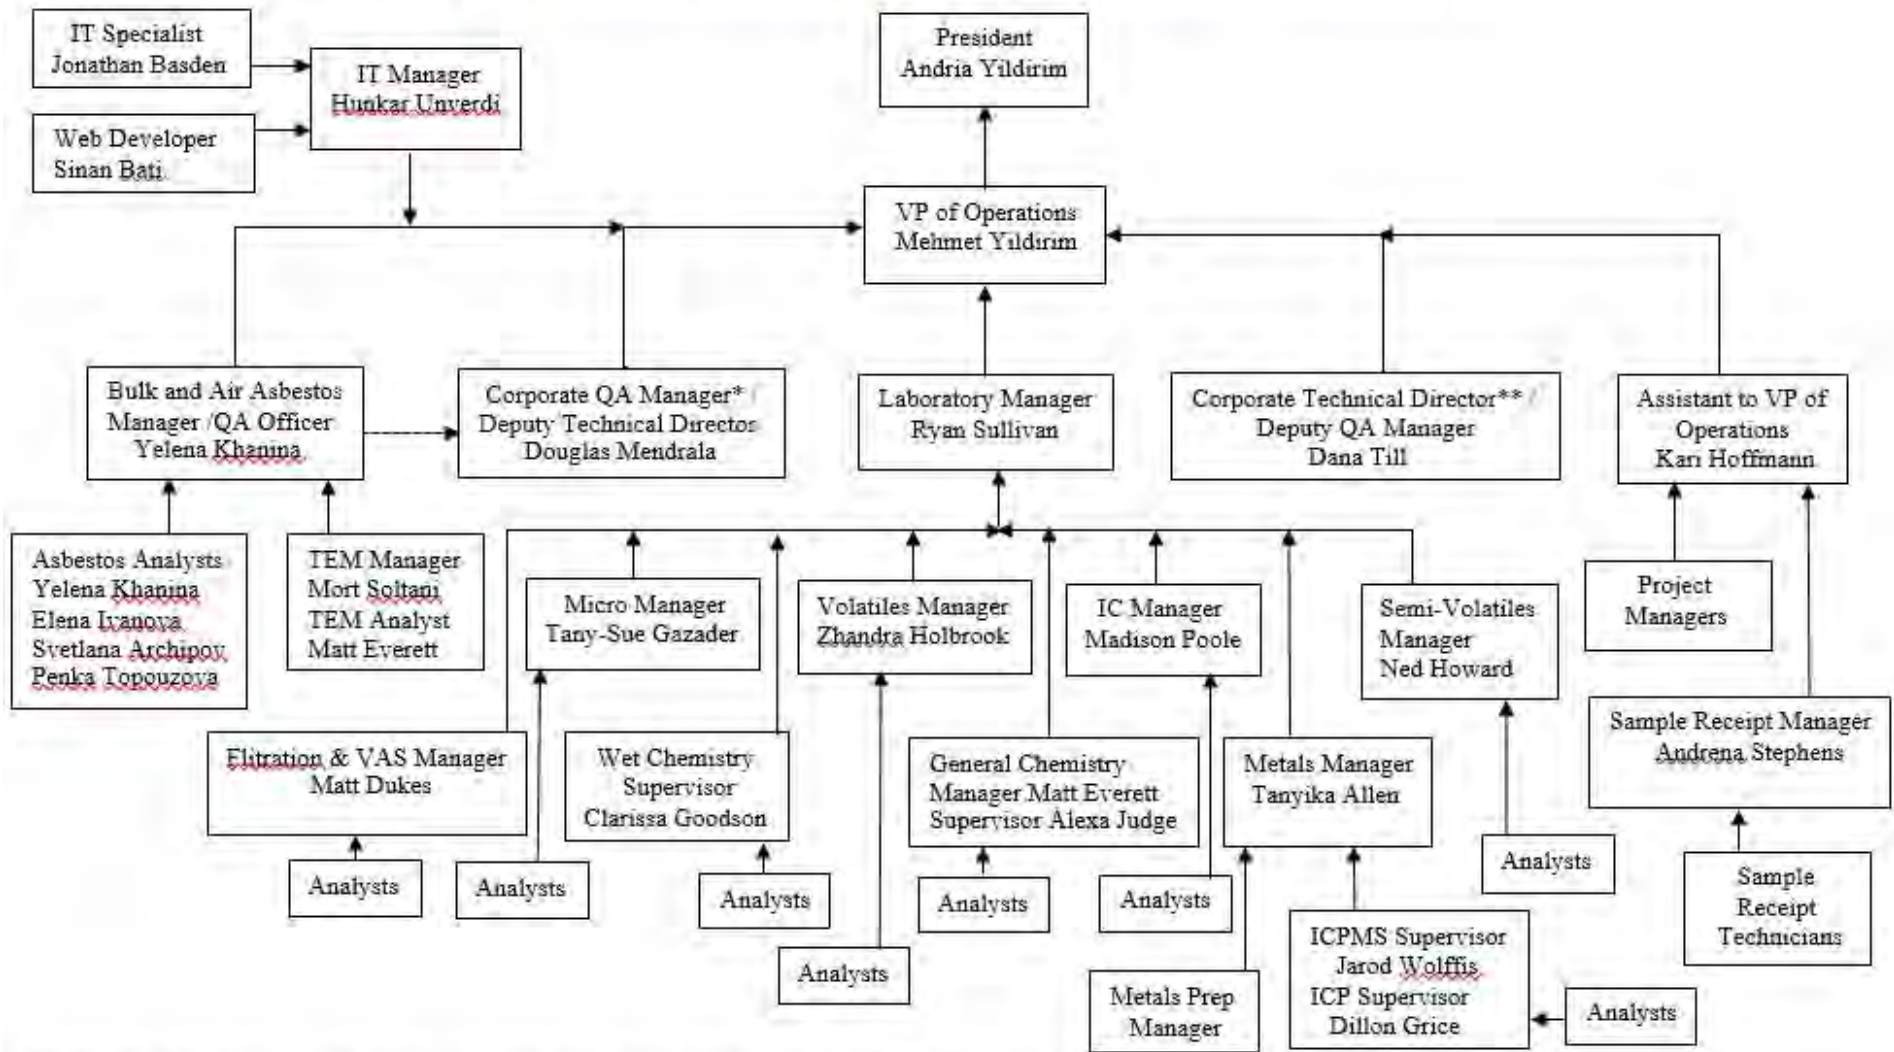 IT Specialist
Jonathan Basden
IT Manager
Hunkar Unverdi
Web Developer
Sinan Bati
President
Andria Yildirim
VP of Operations
Mehmet Yildirim
Bulk and Air Asbestos
Manager /QA Officer
Yelena Khanina
Corporate QA Manager* /
Deputy Technical Director
Douglas Mendrala
Laboratory Manager
Ryan Sullivan
Corporate Technical Director** /
Deputy QA Manager
Dana Till
Assistant to VP of
Operations
Kari Hoffmann
Asbestos Analysts
Yelena Khanina
Elena Ivanova
Svetlana Archipov
Penka Topouzova
TEM Manager
Mort Soltani
TEM Analyst
Matt Everett
Micro Manager
Tany-Sue Gazader
Volatiles Manager
Zhandra Holbrook
IC Manager
Madison Poole
Semi-Volatiles
Manager
Ned Howard
Project
Managers
Flitration & VAS Manager
Matt Dukes
Wet Chemistry
Supervisor
Clarissa Goodson
General Chemistry
Manager Matt Everett
Supervisor Alexa Judge
Metals Manager
Tanyika Allen
Sample Receipt Manager
Andrena Stephens
Analysts
Analysts
Analysts
Analysts
Analysts
Analysts
Analysts
Sample
Receipt
Technicians
Metals Prep
Manager
ICPMS Supervisor
Jarod Wolffis
ICP Supervisor
Dillon Grice
Analysts